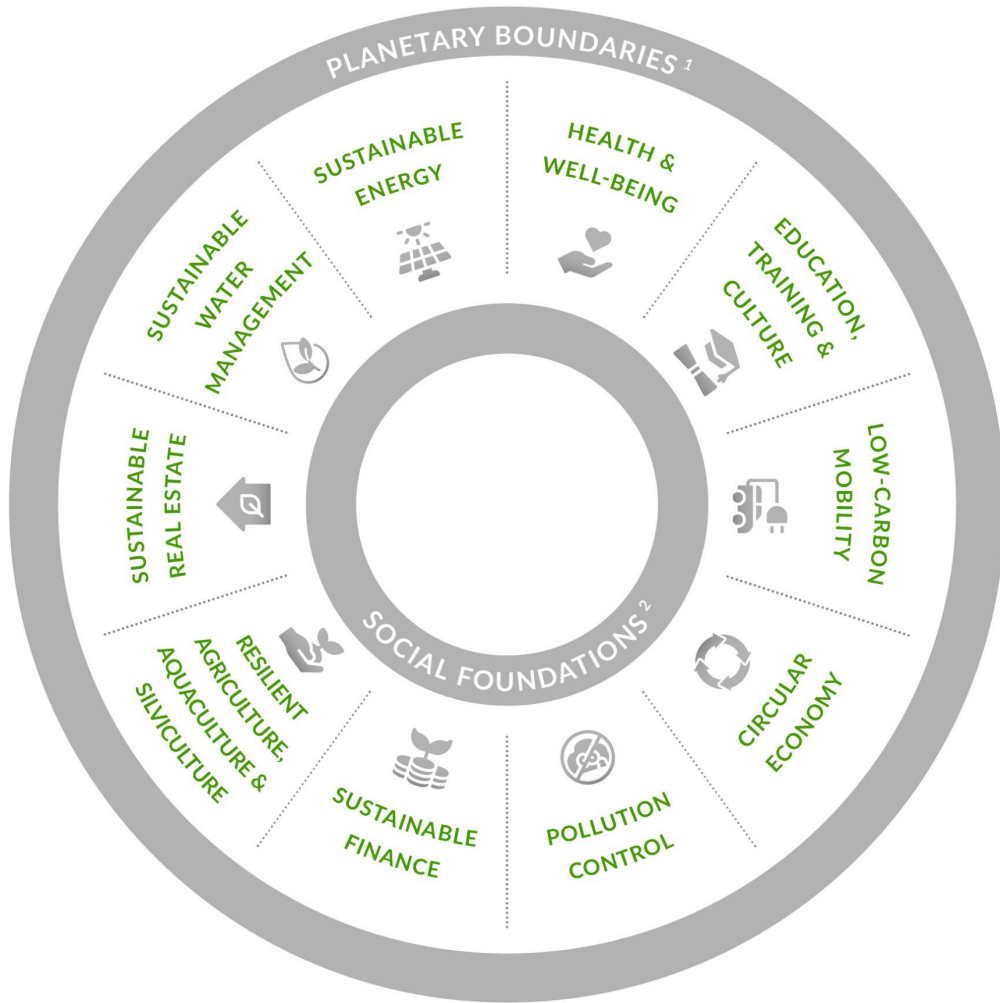 PLANETARY BOUNDARIES 1
HEALTH &
WELL-BEING
EDUCATION,
TRAINING &
CULTURE
LOW-CARBON
MOBILITY
CIRCULAR
ECONOMY
POLLUTION
CONTROL
SUSTAINABLE
FINANCE
RESILIENT
AGRICULTURE,
AQUACULTURE &
SILVICULTURE
SUSTAINABLE
REAL ESTATE
SUSTAINABLE
WATER
MANAGEMENT
SUSTAINABLE
ENERGY
SOCIAL FOUNDATIONS 2